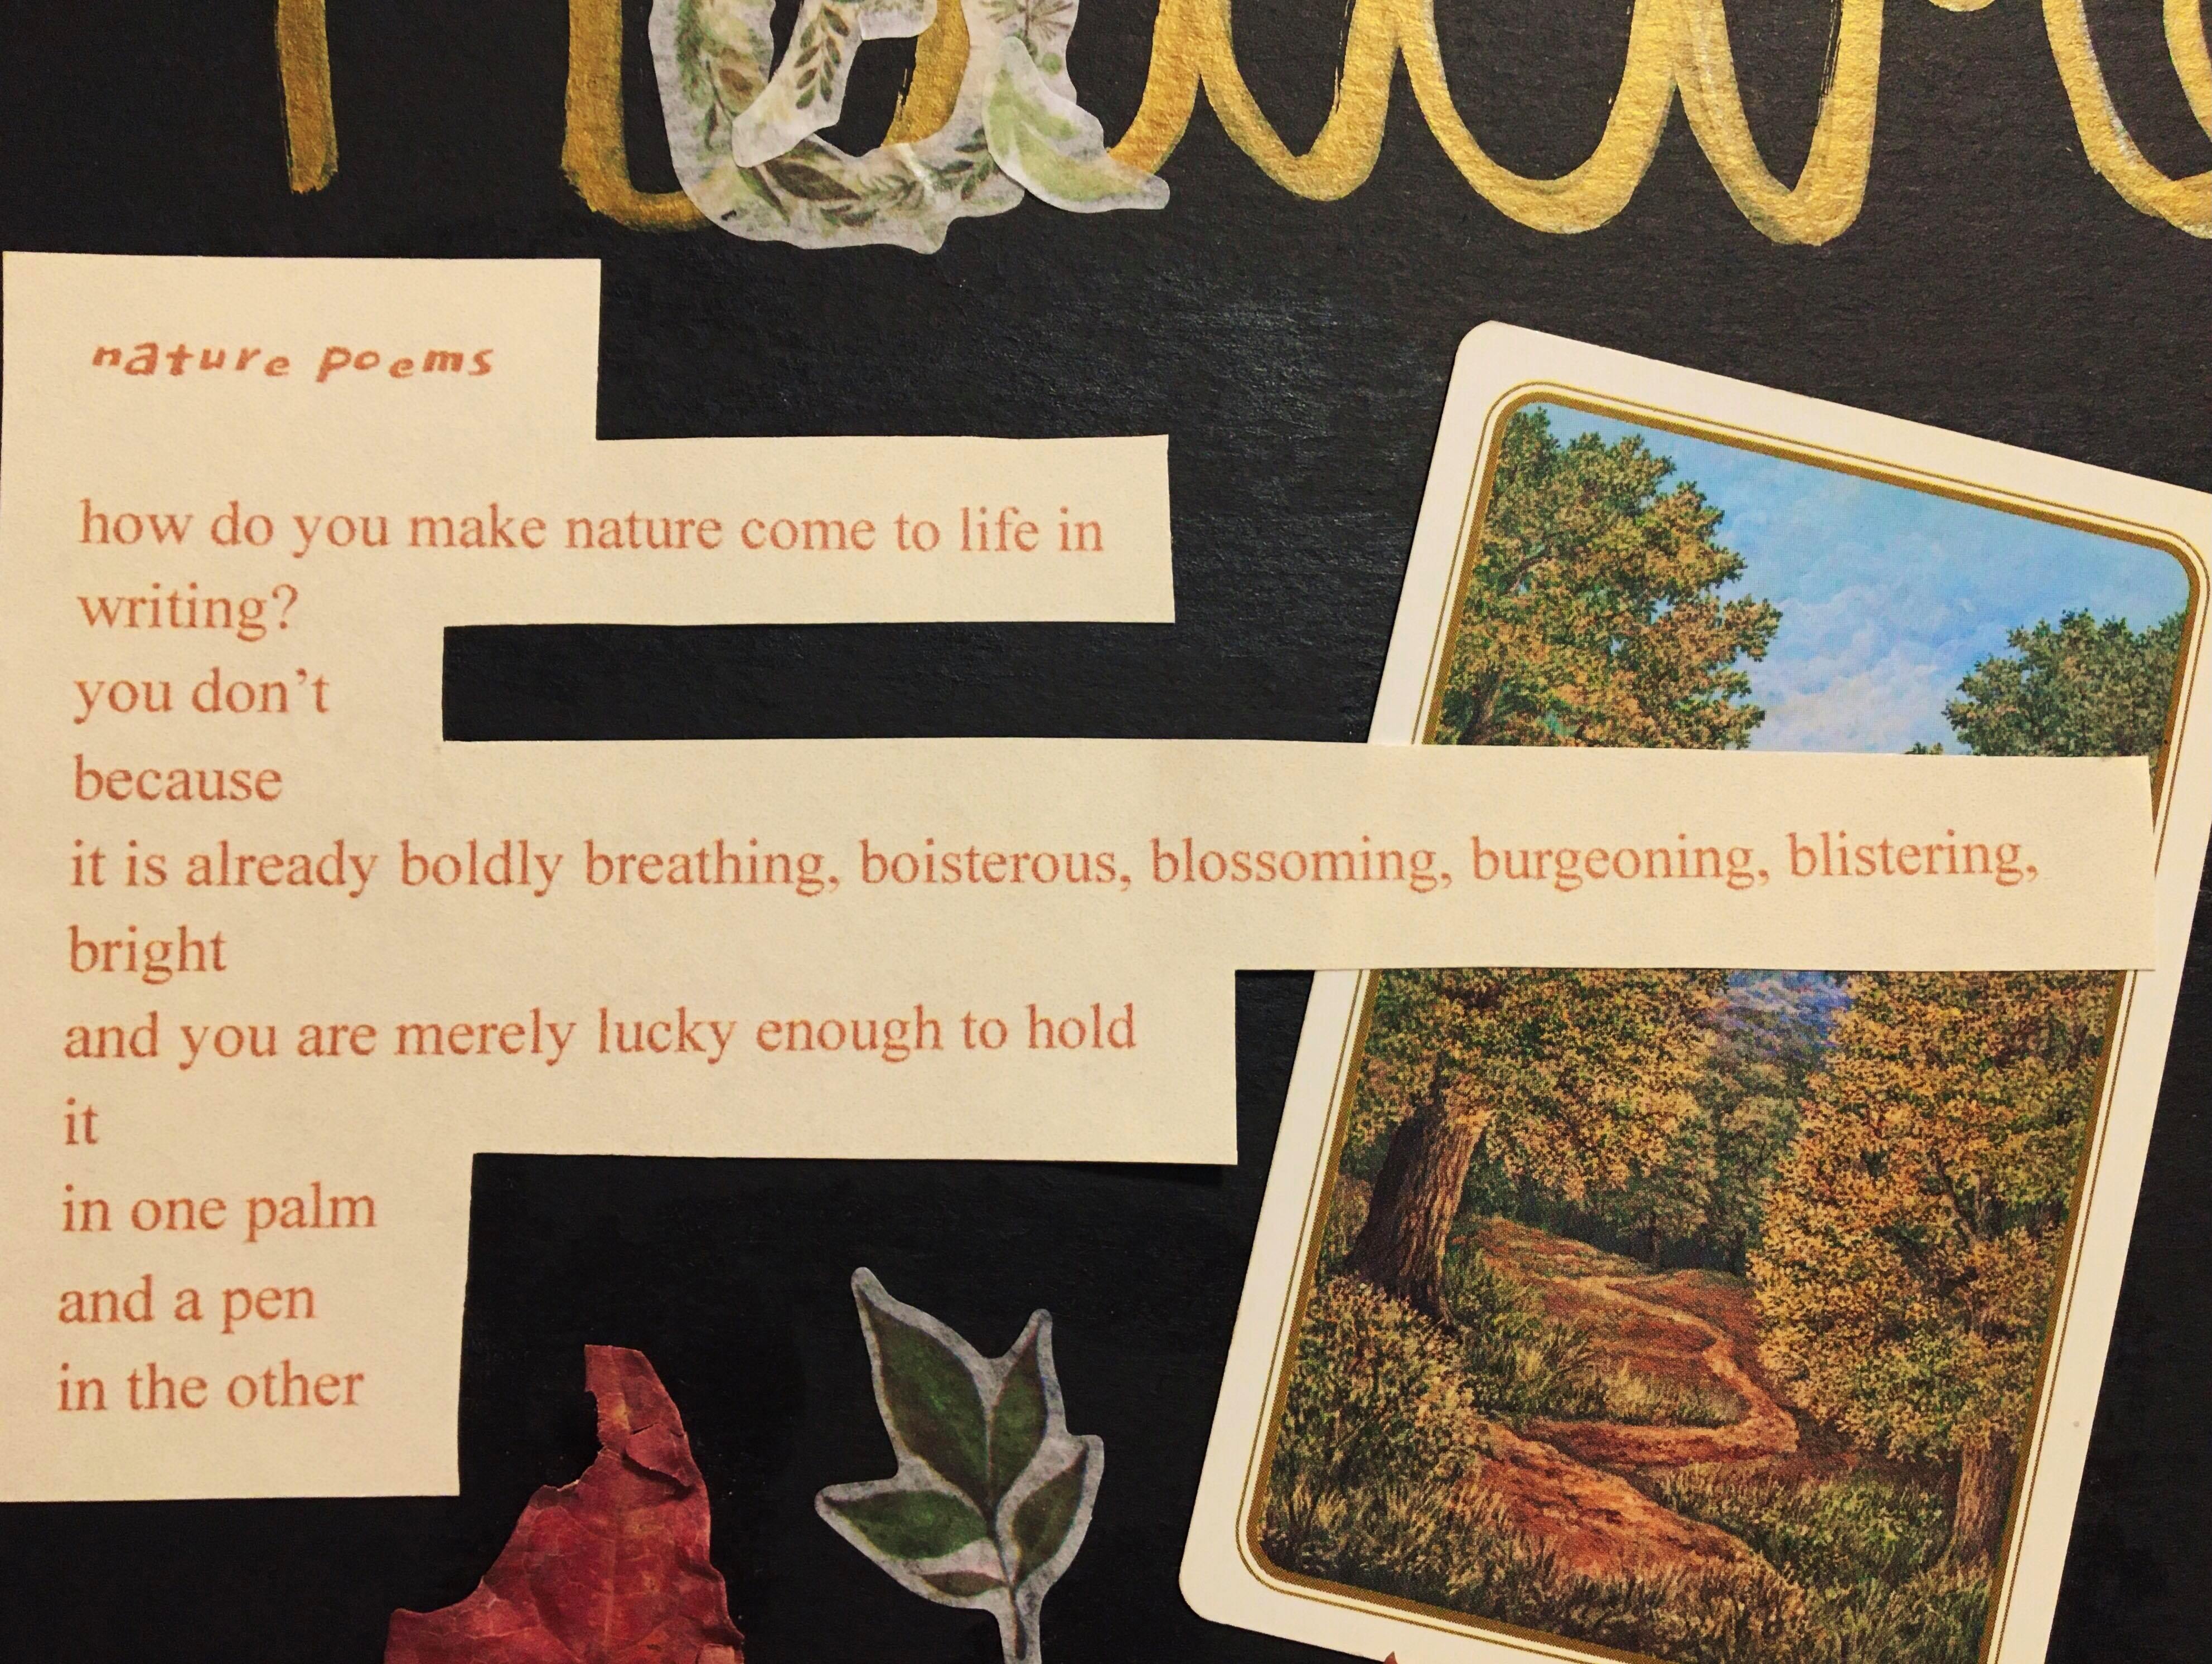 nature poems
how do you make nature come to life in
writing?
you don't
because
it is already boldly breathing, boisterous, blossoming, burgeoning, blistering,
bright
and you are merely lucky enough to hold
it
in one palm
and a pen
in the other